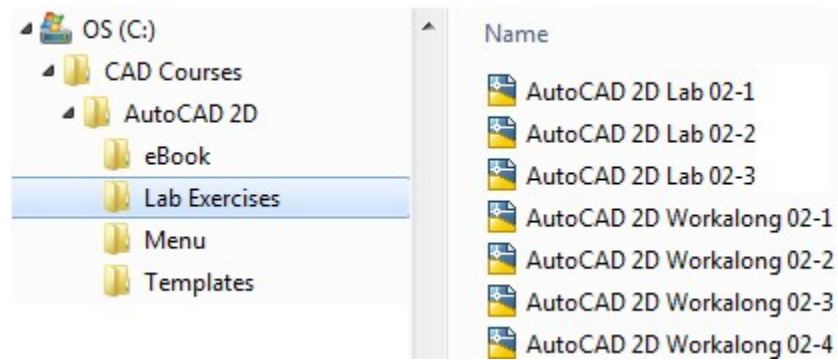 OS (C:)
CAD Courses
AutoCAD 2D
eBook
Lab Exercises
Menu
Templates
Name
AutoCAD 2D Lab 02-1
AutoCAD 2D Lab 02-2
AutoCAD 2D Lab 02-3
AutoCAD 2D Workalong 02-1
AutoCAD 2D Workalong 02-2
AutoCAD 2D Workalong 02-3
AutoCAD 2D Workalong 02-4